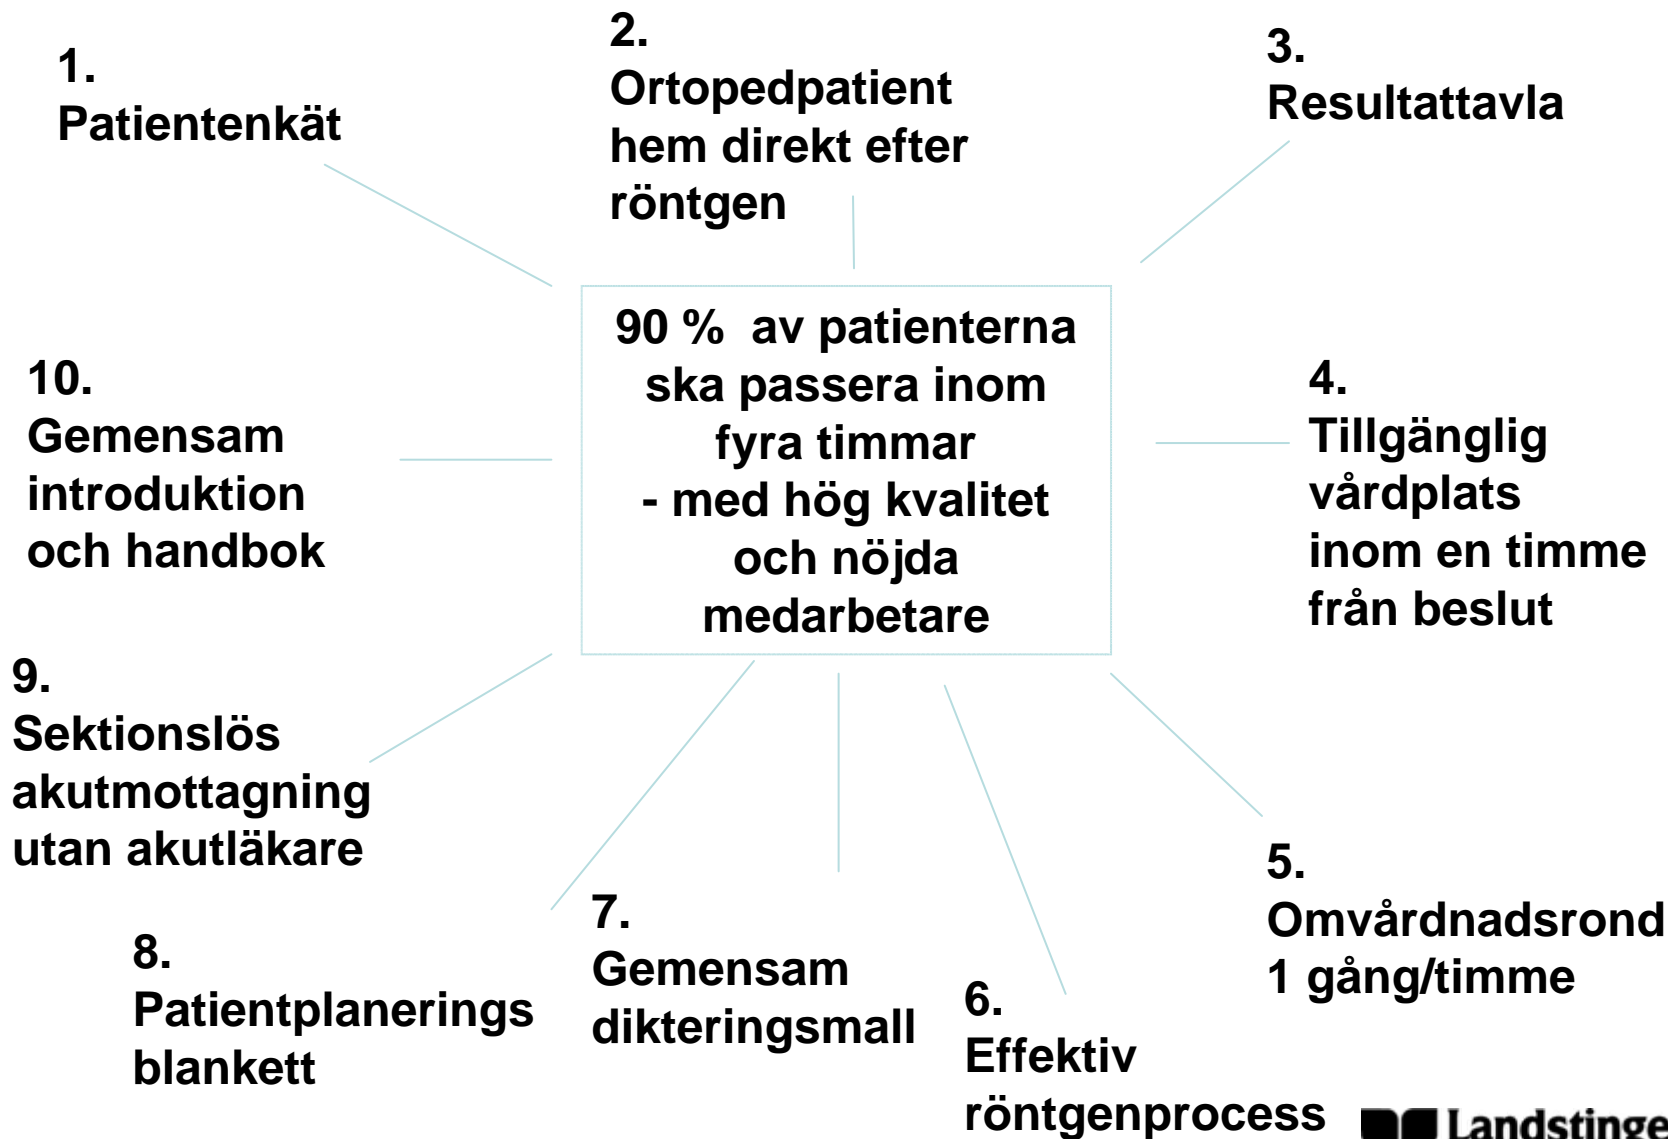 1.
Patientenkät
2.
Ortopedpatient
hem direkt efter
röntgen
3.
Resultattavla
90 % av patienterna
ska passera inom
fyra timmar
- med hög kvalitet
och nöjda
medarbetare
10.
Gemensam
introduktion
och handbok
4.
Tillgänglig
vårdplats
inom en timme
från beslut
9.
Sektionslös
akutmottagning
utan akutläkare
5.
Omvårdnadsrond
1 gång/timme
8.
Patientplanerings
blankett
7.
Gemensam
dikteringsmall
6.
Effektiv
röntgenprocess
Landstinge